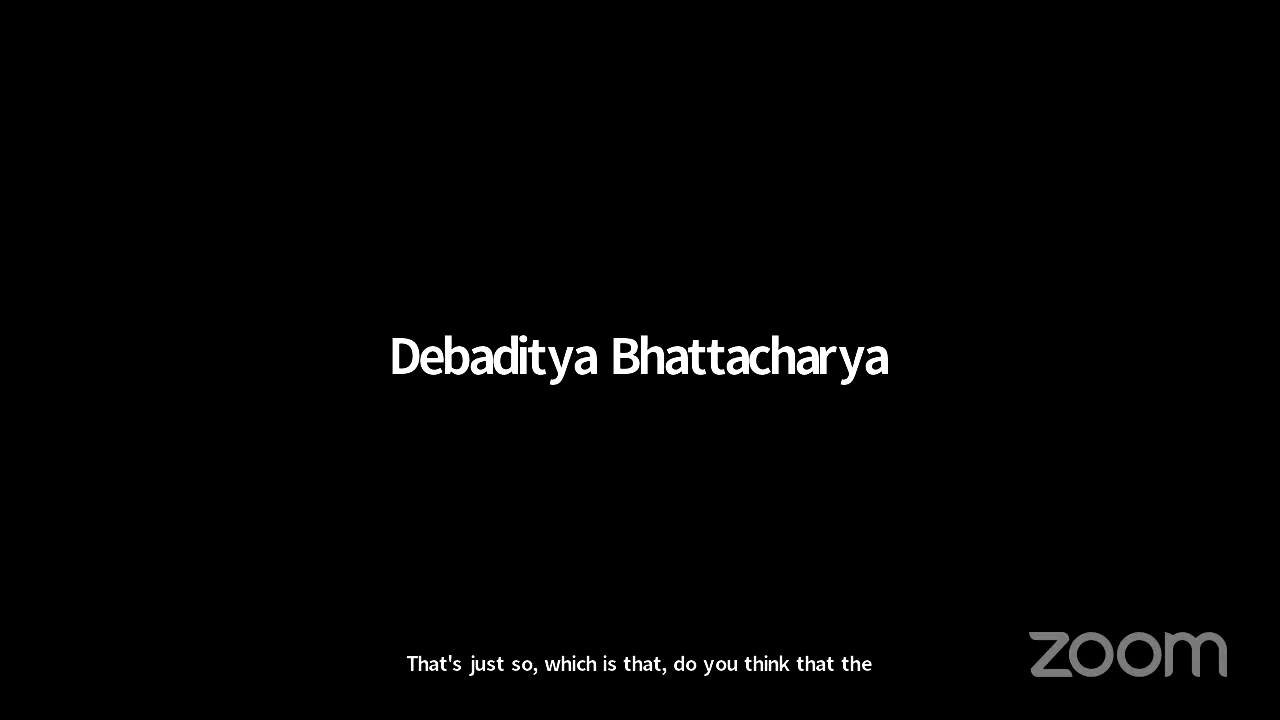 Debaditya Bhattacharya
That's just so, which is that, do you think that the
zoom